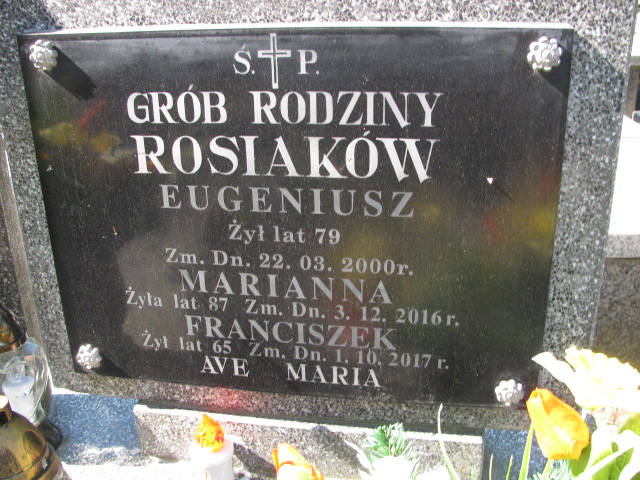 Ś. P.
GRÓB RODZINY
ROSIAKÓW
EUGENIUSZ
Żył lat 79
Zm. Dn. 22. 03. 2000r.
MARIANNA
Żyła lat 87 Zm. Dn. 3. 12. 2016 r.
FRANCISZEK
Żył lat 65 Zm. Dn. 1. 10. 2017 r.
AVE MARIA